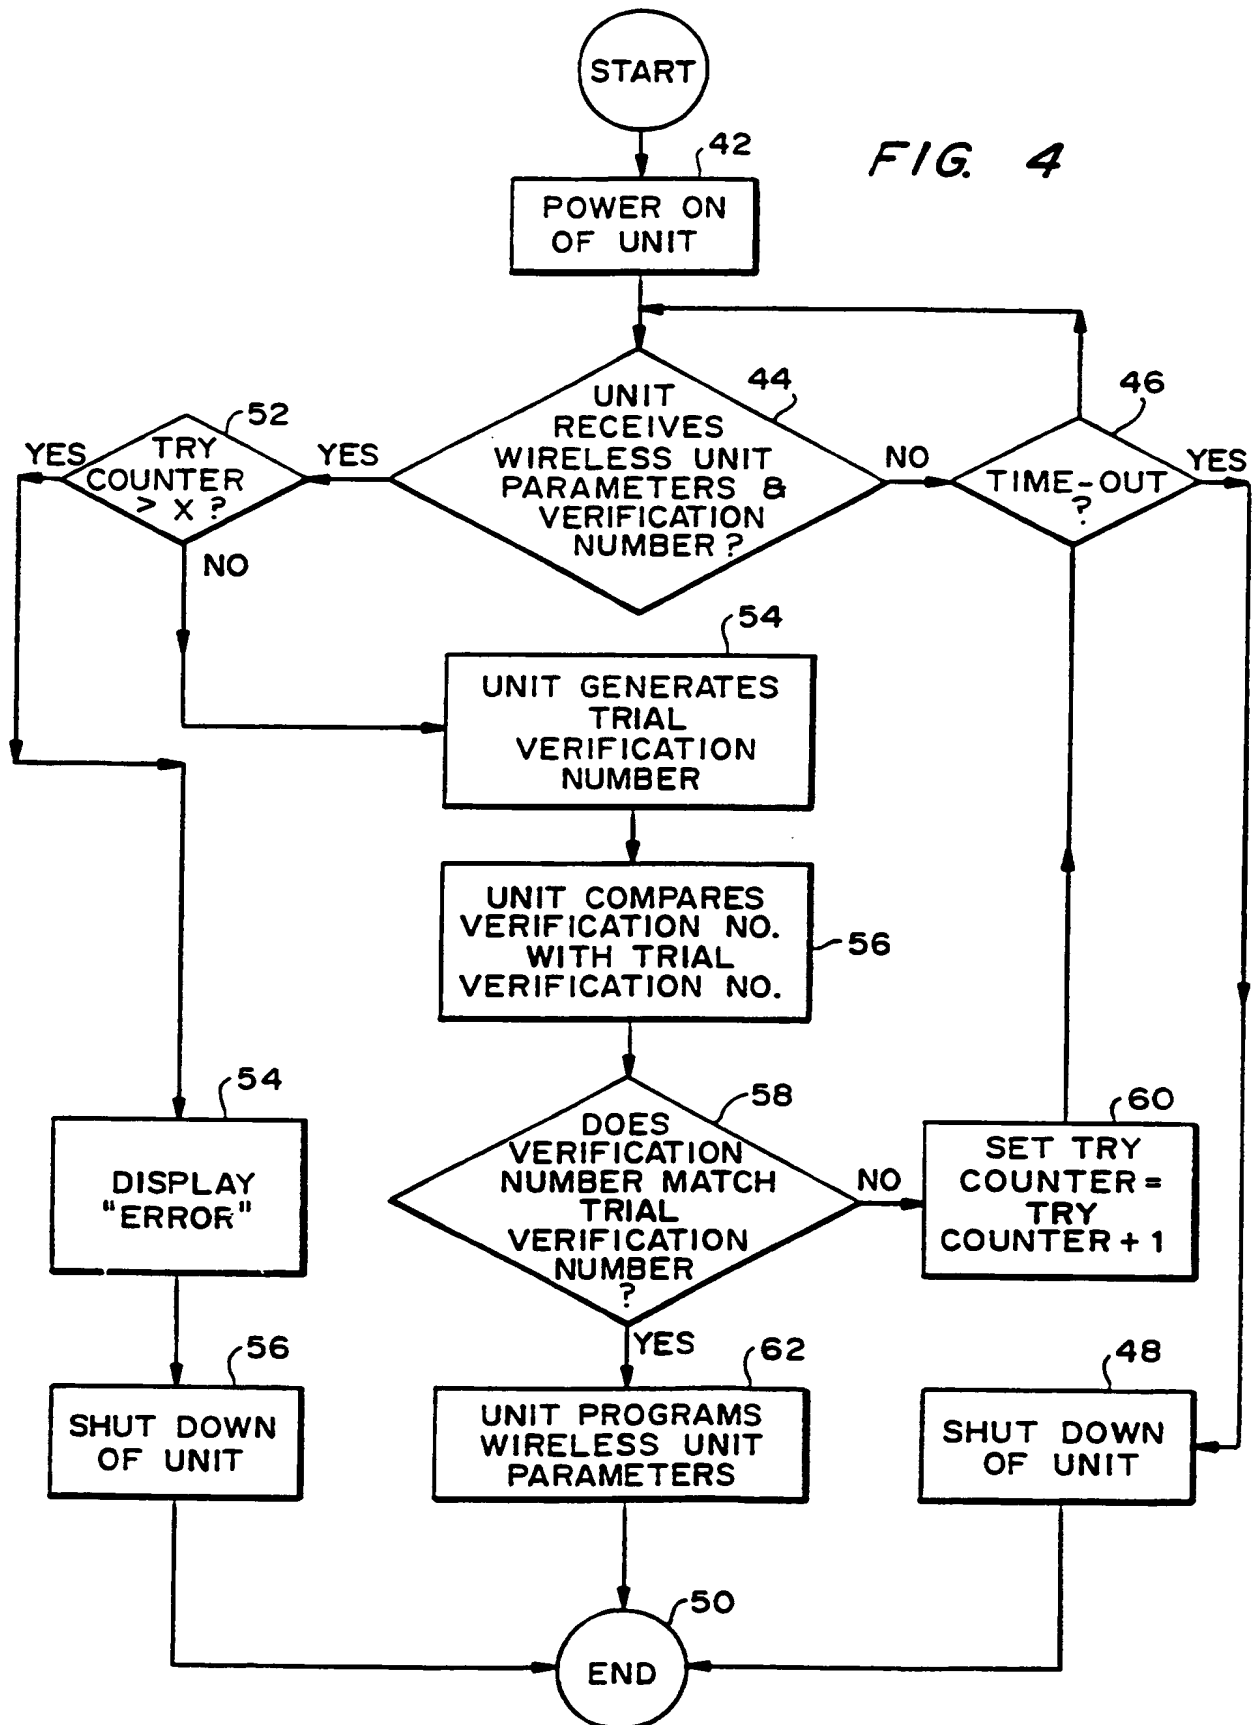 START
FIG. 4
42
POWER ON
OF UNIT
44
UNIT
RECEIVES
WIRELESS UNIT
PARAMETERS &
VERIFICATION
NUMBER?
46
TIME-OUT
?
NO
YES
YES
52
TRY
COUNTER
> X?
YES
NO
54
UNIT GENERATES
TRIAL
VERIFICATION
NUMBER
UNIT COMPARES
VERIFICATION NO.
WITH TRIAL
VERIFICATION NO.
56
54
DISPLAY
"ERROR"
58
DOES
VERIFICATION
NUMBER MATCH
TRIAL
VERIFICATION
NUMBER
?
NO
YES
60
SET TRY
COUNTER =
TRY
COUNTER + 1
56
SHUT DOWN
OF UNIT
62
UNIT PROGRAMS
WIRELESS UNIT
PARAMETERS
48
SHUT DOWN
OF UNIT
50
END